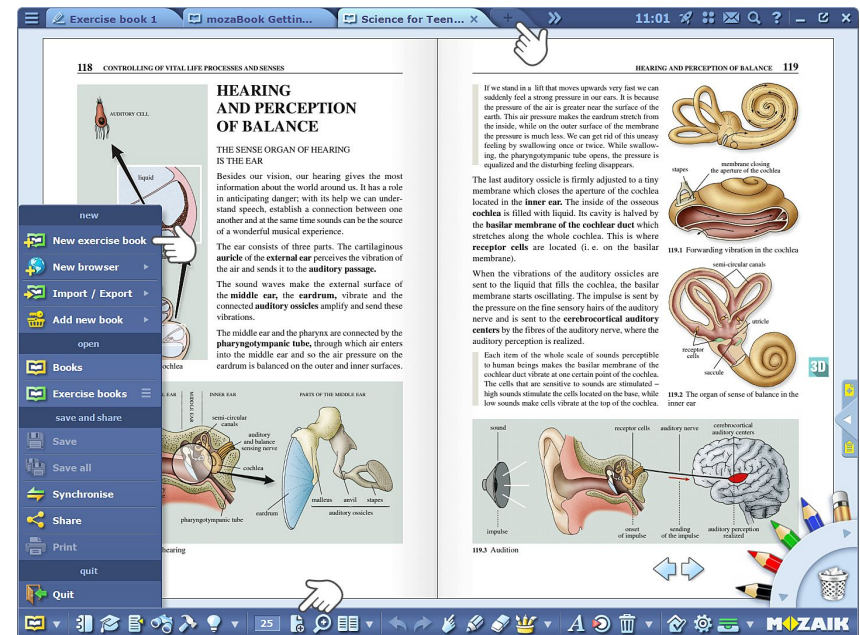 Exercise book 1
mozaBook Gettin...
Science for Teen... ×
+
11:01
?
118 CONTROLLING OF VITAL LIFE PROCESSES AND SENSES
AUDITORY CELL
liquid
HEARING
AND PERCEPTION
OF BALANCE
THE SENSE ORGAN OF HEARING
IS THE EAR
Besides our vision, our hearing gives the most
information about the world around us. It has a role
in anticipating danger; with its help we can under-
stand speech, establish a connection between one
another and at the same time sounds can be the source
of a wonderful musical experience.
The ear consists of three parts. The cartilaginous
auricle of the external ear perceives the vibration of
the air and sends it to the auditory passage.
The sound waves make the external surface of
the middle ear, the eardrum, vibrate and the
connected auditory ossicles amplify and send these
vibrations.
The middle ear and the pharynx are connected by the
pharyngotympanic tube, through which air enters
into the middle ear and so the air pressure on the
eardrum is balanced on the outer and inner surfaces.
new
New exercise book
New browser
Import / Export
Add new book
open
Books
Exercise books
save and share
Save
Save all
Synchronise
Share
Print
quit
Quit
EAR
MIDDLE EAR
INNER EAR
PARTS OF THE MIDDLE EAR
semi-circular
canals
auditory
and balance
sensing nerve
cochlea
eardrum
pharyngotympanic tube
malleus anvil stapes
auditory ossicles
hearing
HEARING AND PERCEPTION OF BALANCE 119
If we stand in a lift that moves upwards very fast we can
suddenly feel a strong pressure in our ears. It is because
the pressure of the air is greater near the surface of the
earth. This air pressure makes the eardrum stretch from
the inside, while on the outer surface of the membrane
the pressure is much less. We can get rid of this uneasy
feeling by swallowing once or twice. While swallow-
ing, the pharyngotympanic tube opens, the pressure is
equalized and the disturbing feeling disappears.
The last auditory ossicle is firmly adjusted to a tiny
membrane which closes the aperture of the cochlea
located in the inner ear. The inside of the osseous
cochlea is filled with liquid. Its cavity is halved by
the basilar membrane of the cochlear duct which
stretches along the whole cochlea. This is where
receptor cells are located (i. e. on the basilar
membrane).
When the vibrations of the auditory ossicles are
sent to the liquid that fills the cochlea, the basilar
membrane starts oscillating. The impulse is sent by
the pressure on the fine sensory hairs of the auditory
nerve and is sent to the cerebrocortical auditory
centers by the fibres of the auditory nerve, where the
auditory perception is realized.
Each item of the whole scale of sounds perceptible
to human beings makes the basilar membrane of the
cochlear duct vibrate at one certain point of the cochlea.
The cells that are sensitive to sounds are stimulated –
high sounds stimulate the cells located on the base, while
low sounds make cells vibrate at the top of the cochlea.
stapes
membrane closing
the aperture of the cochlea
119.1 Forwarding vibration in the cochlea
semi-circular canals
utricle
receptor
cells
saccule
3D
119.2 The organ of sense of balance in the
inner ear
sound
receptor cells
auditory nerve
cerebrocortical
auditory centers
impulse
onset
of impulse
sending
of the impulse
auditory perception
realized
119.3 Audition
25
A
MOZAIK